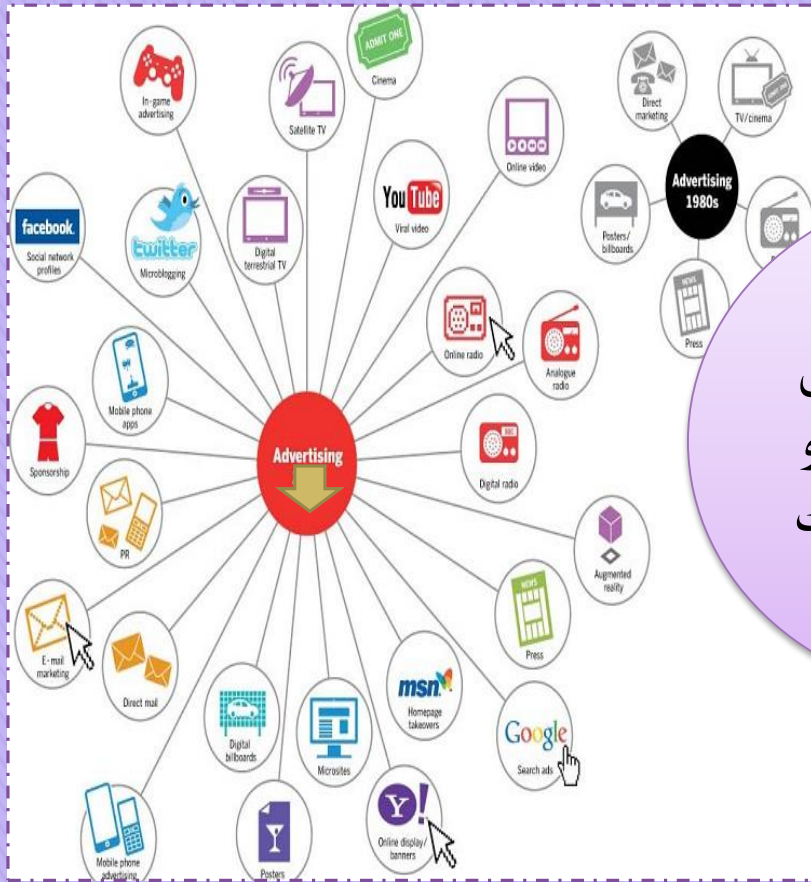 ADMIT ONE
Cinema
In-game
advertising
Satellite TV
Online video
facebook.
Social network
profiles
twitter
Microblogging
Digital
terrestrial TV
You Tube
Viral video
Online radio
Analogue
radio
Mobile phone
apps
Sponsorship
Advertising
Digital radio
PR
Augmented
reality
E-mail
marketing
Direct mail
NEWS
Press
Digital
billboards
Microsites
msn
Homepage
takeovers
Google
Search ads
Mobile phone
advertising
Posters
Y!
Online display/
banners
Direct
marketing
TV/cinema
Advertising
1980s
Posters/
billboards
NEWS
Press